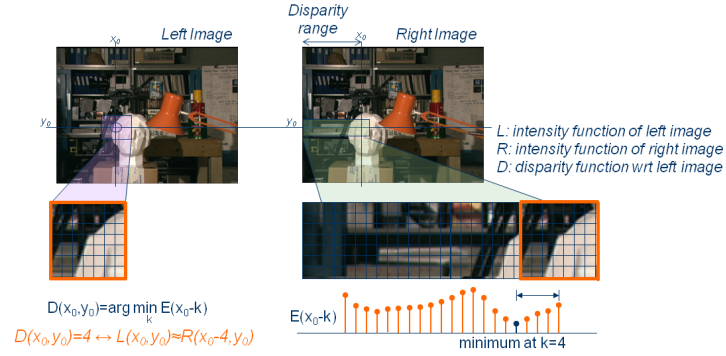 Left Image
Disparity range
Right Image
x₀
x₀
y₀
y₀
L: intensity function of left image
R: intensity function of right image
D: disparity function wrt left image
D(x₀,y₀)=arg min E(x₀-k)
k
D(x₀,y₀)=4 ↔ L(x₀,y₀)≈R(x₀-4,y₀)
E(x₀-k)
minimum at k=4